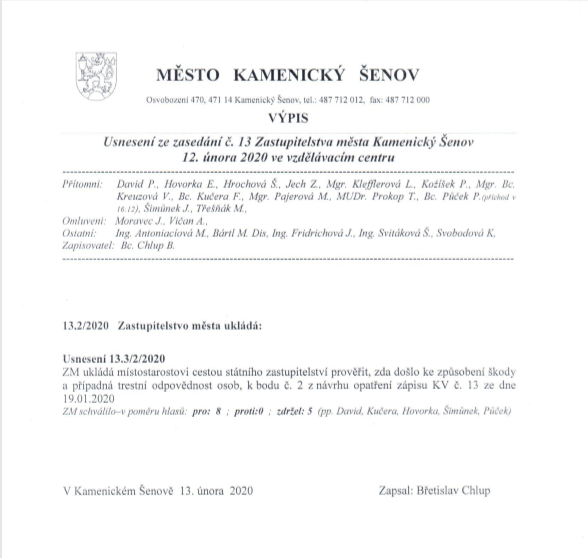 MĚSTO KAMENICKÝ ŠENOV
Osvobození 470, 471 14 Kamenický Šenov, tel.: 487 712 012, fax: 487 712 000
VÝPIS
Usnesení ze zasedání č. 13 Zastupitelstva města Kamenický Šenov
12. února 2020 ve vzdělávacím centru
Přítomni: David P., Hovorka E., Hrochová Š., Jech Z., Mgr. Klefflerová L., Kožíšek P., Mgr. Bc.
Kreuzová V., Bc. Kučera F., Mgr. Pajerová M., MUDr. Prokop T., Bc. Půček P.(příchod v
16:12), Šimůnek J., Třešňák M.,
Omluveni: Moravec J., Vičan A.,
Ostatní: Ing. Antoniaciová M., Bártl M. Dis, Ing. Fridrichová J., Ing. Svitáková Š., Svobodová K.
Zapisovatel: Bc. Chlup B.
13.2/2020 Zastupitelstvo města ukládá:
Usnesení 13.3/2/2020
ZM ukládá místostarostovi cestou státního zastupitelství prověřit, zda došlo ke způsobení škody
a případná trestní odpovědnost osob, k bodu č. 2 z návrhu opatření zápisu KV č. 13 ze dne
19.01.2020
ZM schválilo–v poměru hlasů: pro: 8 ; proti:0 ; zdržel: 5 (pp. David, Kučera, Hovorka, Šimůnek, Půček)
V Kamenickém Šenově 13. února 2020 Zapsal: Břetislav Chlup